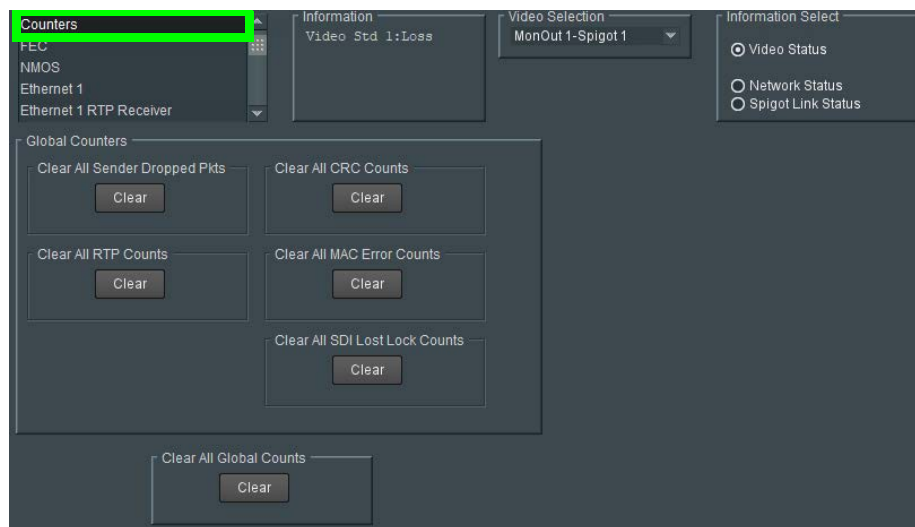 Counters
FEC
NMOS
Ethernet 1
Ethernet 1 RTP Receiver
Information
Video Std 1:Loss
Video Selection
MonOut 1-Spigot 1
Information Select
Video Status
Network Status
Spigot Link Status
Global Counters
Clear All Sender Dropped Pkts
Clear
Clear All CRC Counts
Clear
Clear All RTP Counts
Clear
Clear All MAC Error Counts
Clear
Clear All SDI Lost Lock Counts
Clear
Clear All Global Counts
Clear